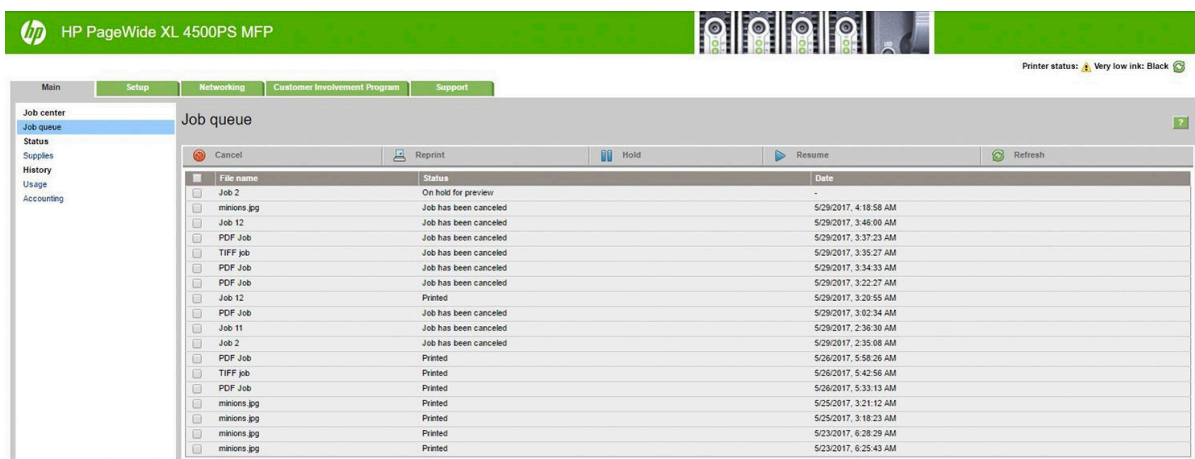 hp HP PageWide XL 4500PS MFP
Printer status: Very low ink: Black
Main Setup Networking Customer Involvement Program Support
Job center
Job queue
Status
Supplies
History
Usage
Accounting
Job queue
?
Cancel Reprint Hold Resume Refresh
File name Status Date
Job 2 On hold for preview -
minions.jpg Job has been canceled 5/29/2017, 4:18:58 AM
Job 12 Job has been canceled 5/29/2017, 3:46:00 AM
PDF Job Job has been canceled 5/29/2017, 3:37:23 AM
TIFF job Job has been canceled 5/29/2017, 3:35:27 AM
PDF Job Job has been canceled 5/29/2017, 3:34:33 AM
PDF Job Job has been canceled 5/29/2017, 3:22:27 AM
Job 12 Printed 5/29/2017, 3:20:55 AM
PDF Job Job has been canceled 5/29/2017, 3:02:34 AM
Job 11 Job has been canceled 5/29/2017, 2:36:30 AM
Job 2 Job has been canceled 5/29/2017, 2:35:08 AM
PDF Job Printed 5/26/2017, 5:58:26 AM
TIFF job Printed 5/26/2017, 5:42:56 AM
PDF Job Printed 5/26/2017, 5:33:13 AM
minions.jpg Printed 5/25/2017, 3:21:12 AM
minions.jpg Printed 5/25/2017, 3:18:23 AM
minions.jpg Printed 5/23/2017, 6:28:29 AM
minions.jpg Printed 5/23/2017, 6:25:43 AM